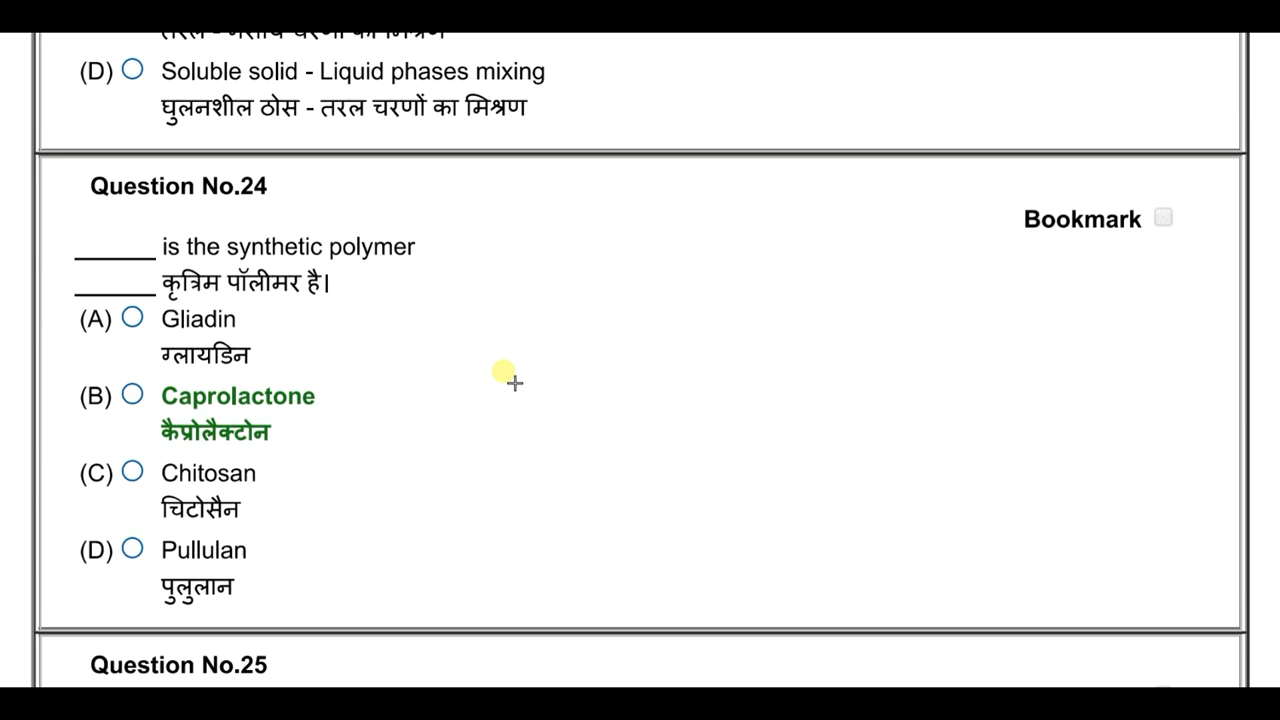 (D) Soluble solid - Liquid phases mixing
घुलनशील ठोस - तरल चरणों का मिश्रण
Question No.24
Bookmark
_______ is the synthetic polymer
_______ कृत्रिम पॉलीमर है।
(A) Gliadin
ग्लायडिन
(B) Caprolactone
कैप्रोलैक्टोन
(C) Chitosan
चिटोसैन
(D) Pullulan
पुलुलान
Question No.25